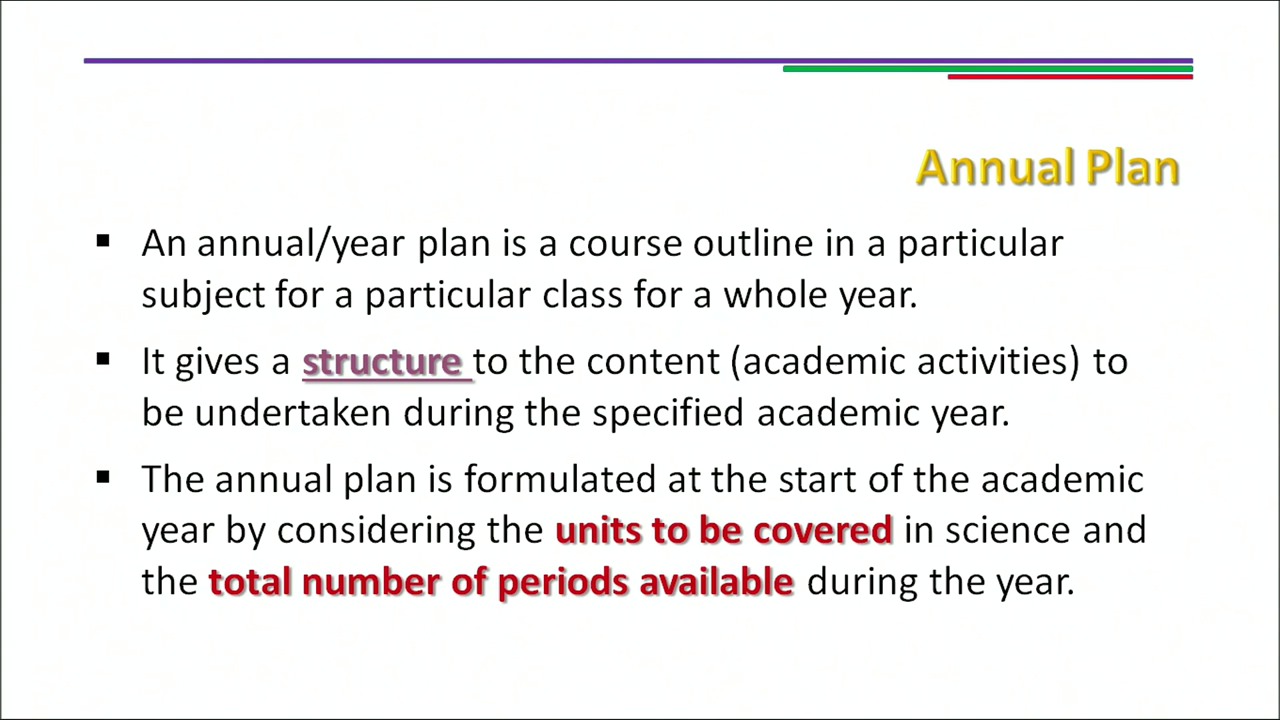 Annual Plan
▪ An annual/year plan is a course outline in a particular
subject for a particular class for a whole year.
▪ It gives a structure to the content (academic activities) to
be undertaken during the specified academic year.
▪ The annual plan is formulated at the start of the academic
year by considering the units to be covered in science and
the total number of periods available during the year.